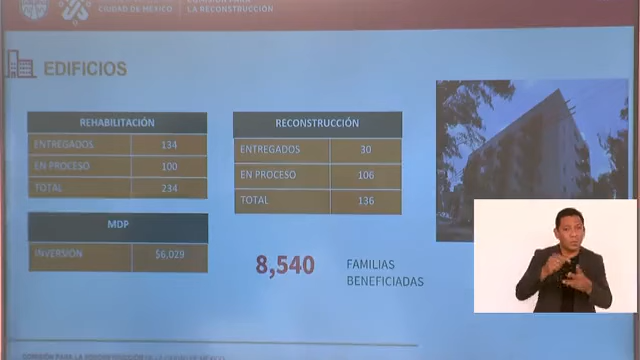 CIUDAD DE MÉXICO
LA RECONSTRUCCIÓN
EDIFICIOS
REHABILITACIÓN
ENTREGADOS 134
EN PROCESO 100
TOTAL 234
MDP
INVERSIÓN $6,029
RECONSTRUCCIÓN
ENTREGADOS 30
EN PROCESO 106
TOTAL 136
8,540 FAMILIAS
BENEFICIADAS